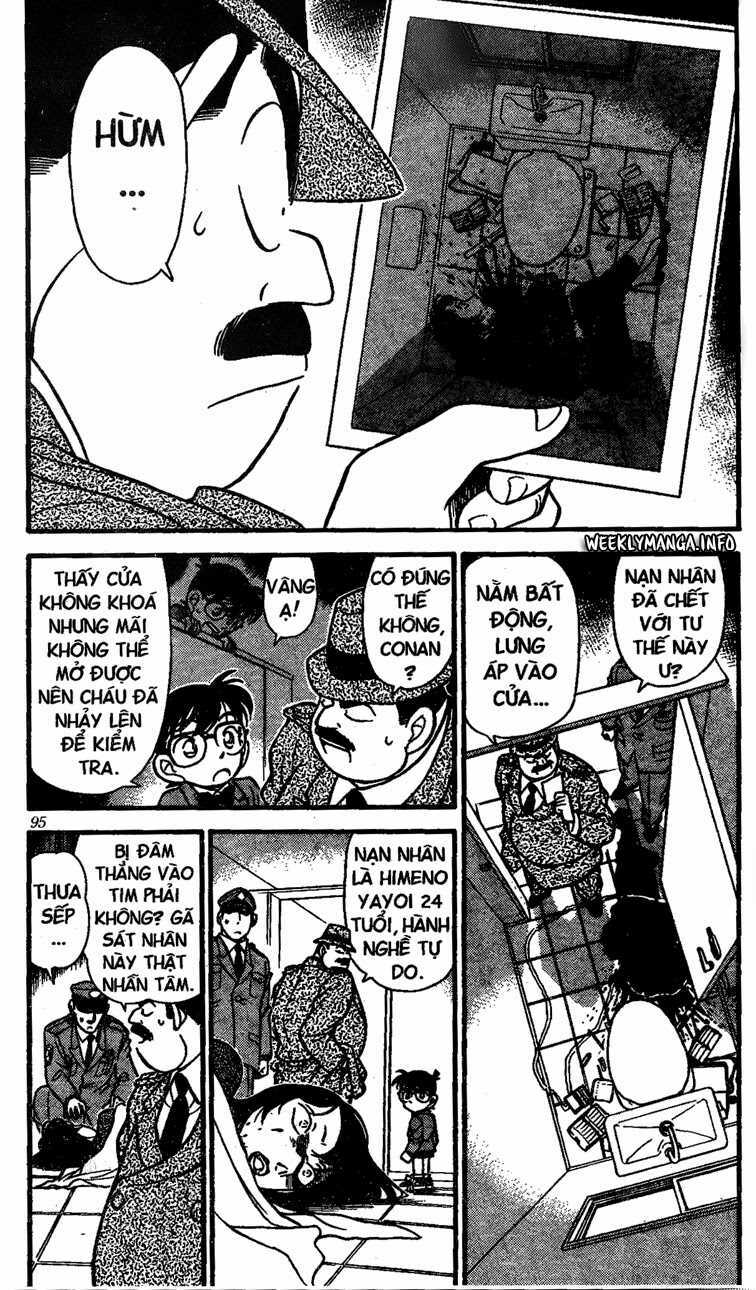 HỪM
...
WEEKLYMANGA.INFO
NẠN NHÂN
ĐÃ CHẾT
VỚI TƯ
THẾ NÀY
Ư?
NẰM BẤT
ĐỘNG,
LƯNG
ÁP VÀO
CỬA...
CÓ ĐÚNG
THẾ
KHÔNG,
CONAN
?
VÂNG
Ạ!
THẤY CỬA
KHÔNG KHOÁ
NHƯNG MÃI
KHÔNG THỂ
MỞ ĐƯỢC
NÊN CHÁU ĐÃ
NHẢY LÊN
ĐỂ KIỂM
TRA.
95
NẠN NHÂN
LÀ HIMENO
YAYOI 24
TUỔI, HÀNH
NGHỀ TỰ
DO.
BỊ ĐÂM
THẲNG VÀO
TIM PHẢI
KHÔNG? GÃ
SÁT NHÂN
NÀY THẬT
NHẪN TÂM.
THƯA
SẾP
...